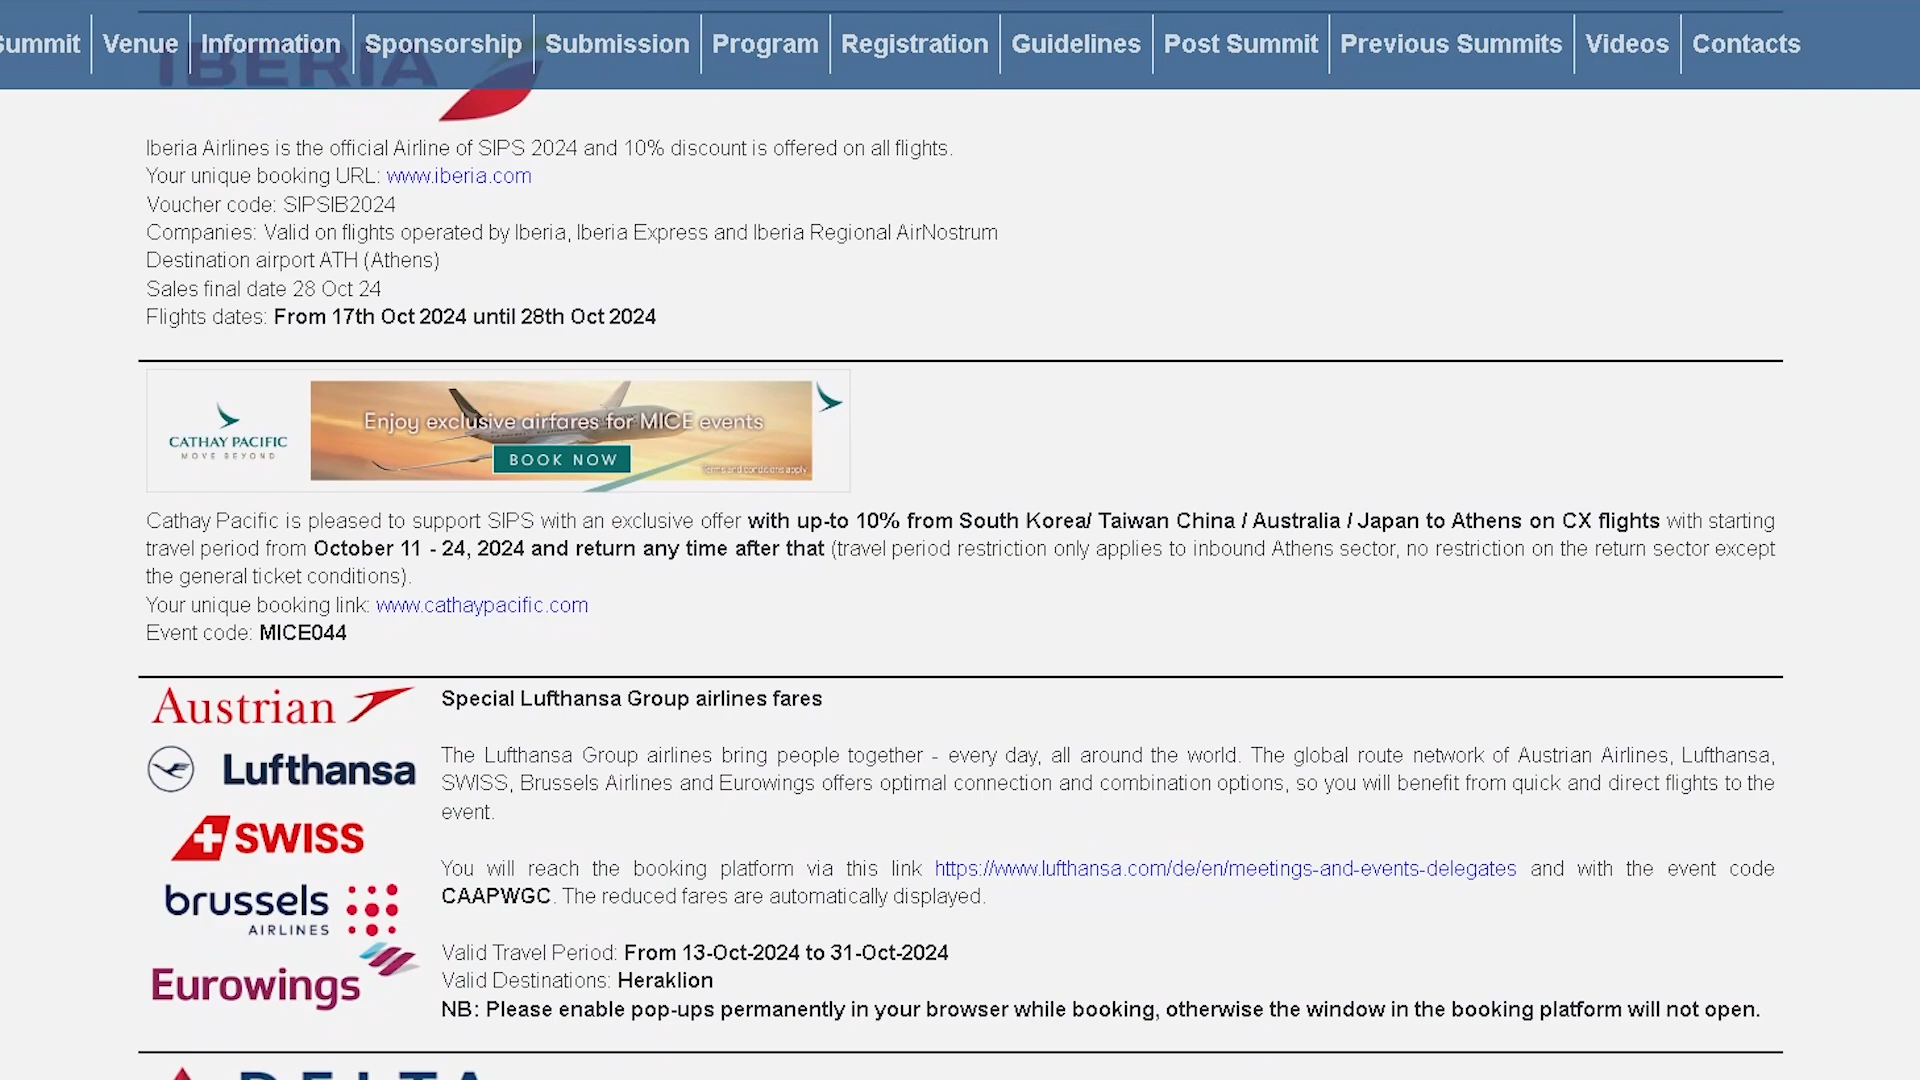 Summit Venue Information Sponsorship Submission Program Registration Guidelines Post Summit Previous Summits Videos Contacts
IBERIA
Iberia Airlines is the official Airline of SIPS 2024 and 10% discount is offered on all flights.
Your unique booking URL: www.iberia.com
Voucher code: SIPSIB2024
Companies: Valid on flights operated by Iberia, Iberia Express and Iberia Regional AirNostrum
Destination airport ATH (Athens)
Sales final date 28 Oct 24
Flights dates: From 17th Oct 2024 until 28th Oct 2024
Enjoy exclusive airfares for MICE events
CATHAY PACIFIC
MOVE BEYOND
BOOK NOW
Terms and conditions apply
Cathay Pacific is pleased to support SIPS with an exclusive offer with up-to 10% from South Korea/ Taiwan China / Australia / Japan to Athens on CX flights with starting
travel period from October 11 - 24, 2024 and return any time after that (travel period restriction only applies to inbound Athens sector, no restriction on the return sector except
the general ticket conditions).
Your unique booking link: www.cathaypacific.com
Event code: MICE044
Austrian
Lufthansa
SWISS
brussels
AIRLINES
Eurowings
Special Lufthansa Group airlines fares
The Lufthansa Group airlines bring people together - every day, all around the world. The global route network of Austrian Airlines, Lufthansa,
SWISS, Brussels Airlines and Eurowings offers optimal connection and combination options, so you will benefit from quick and direct flights to the
event.
You will reach the booking platform via this link https://www.lufthansa.com/de/en/meetings-and-events-delegates and with the event code
CAAPWGC. The reduced fares are automatically displayed.
Valid Travel Period: From 13-Oct-2024 to 31-Oct-2024
Valid Destinations: Heraklion
NB: Please enable pop-ups permanently in your browser while booking, otherwise the window in the booking platform will not open.
DELTA